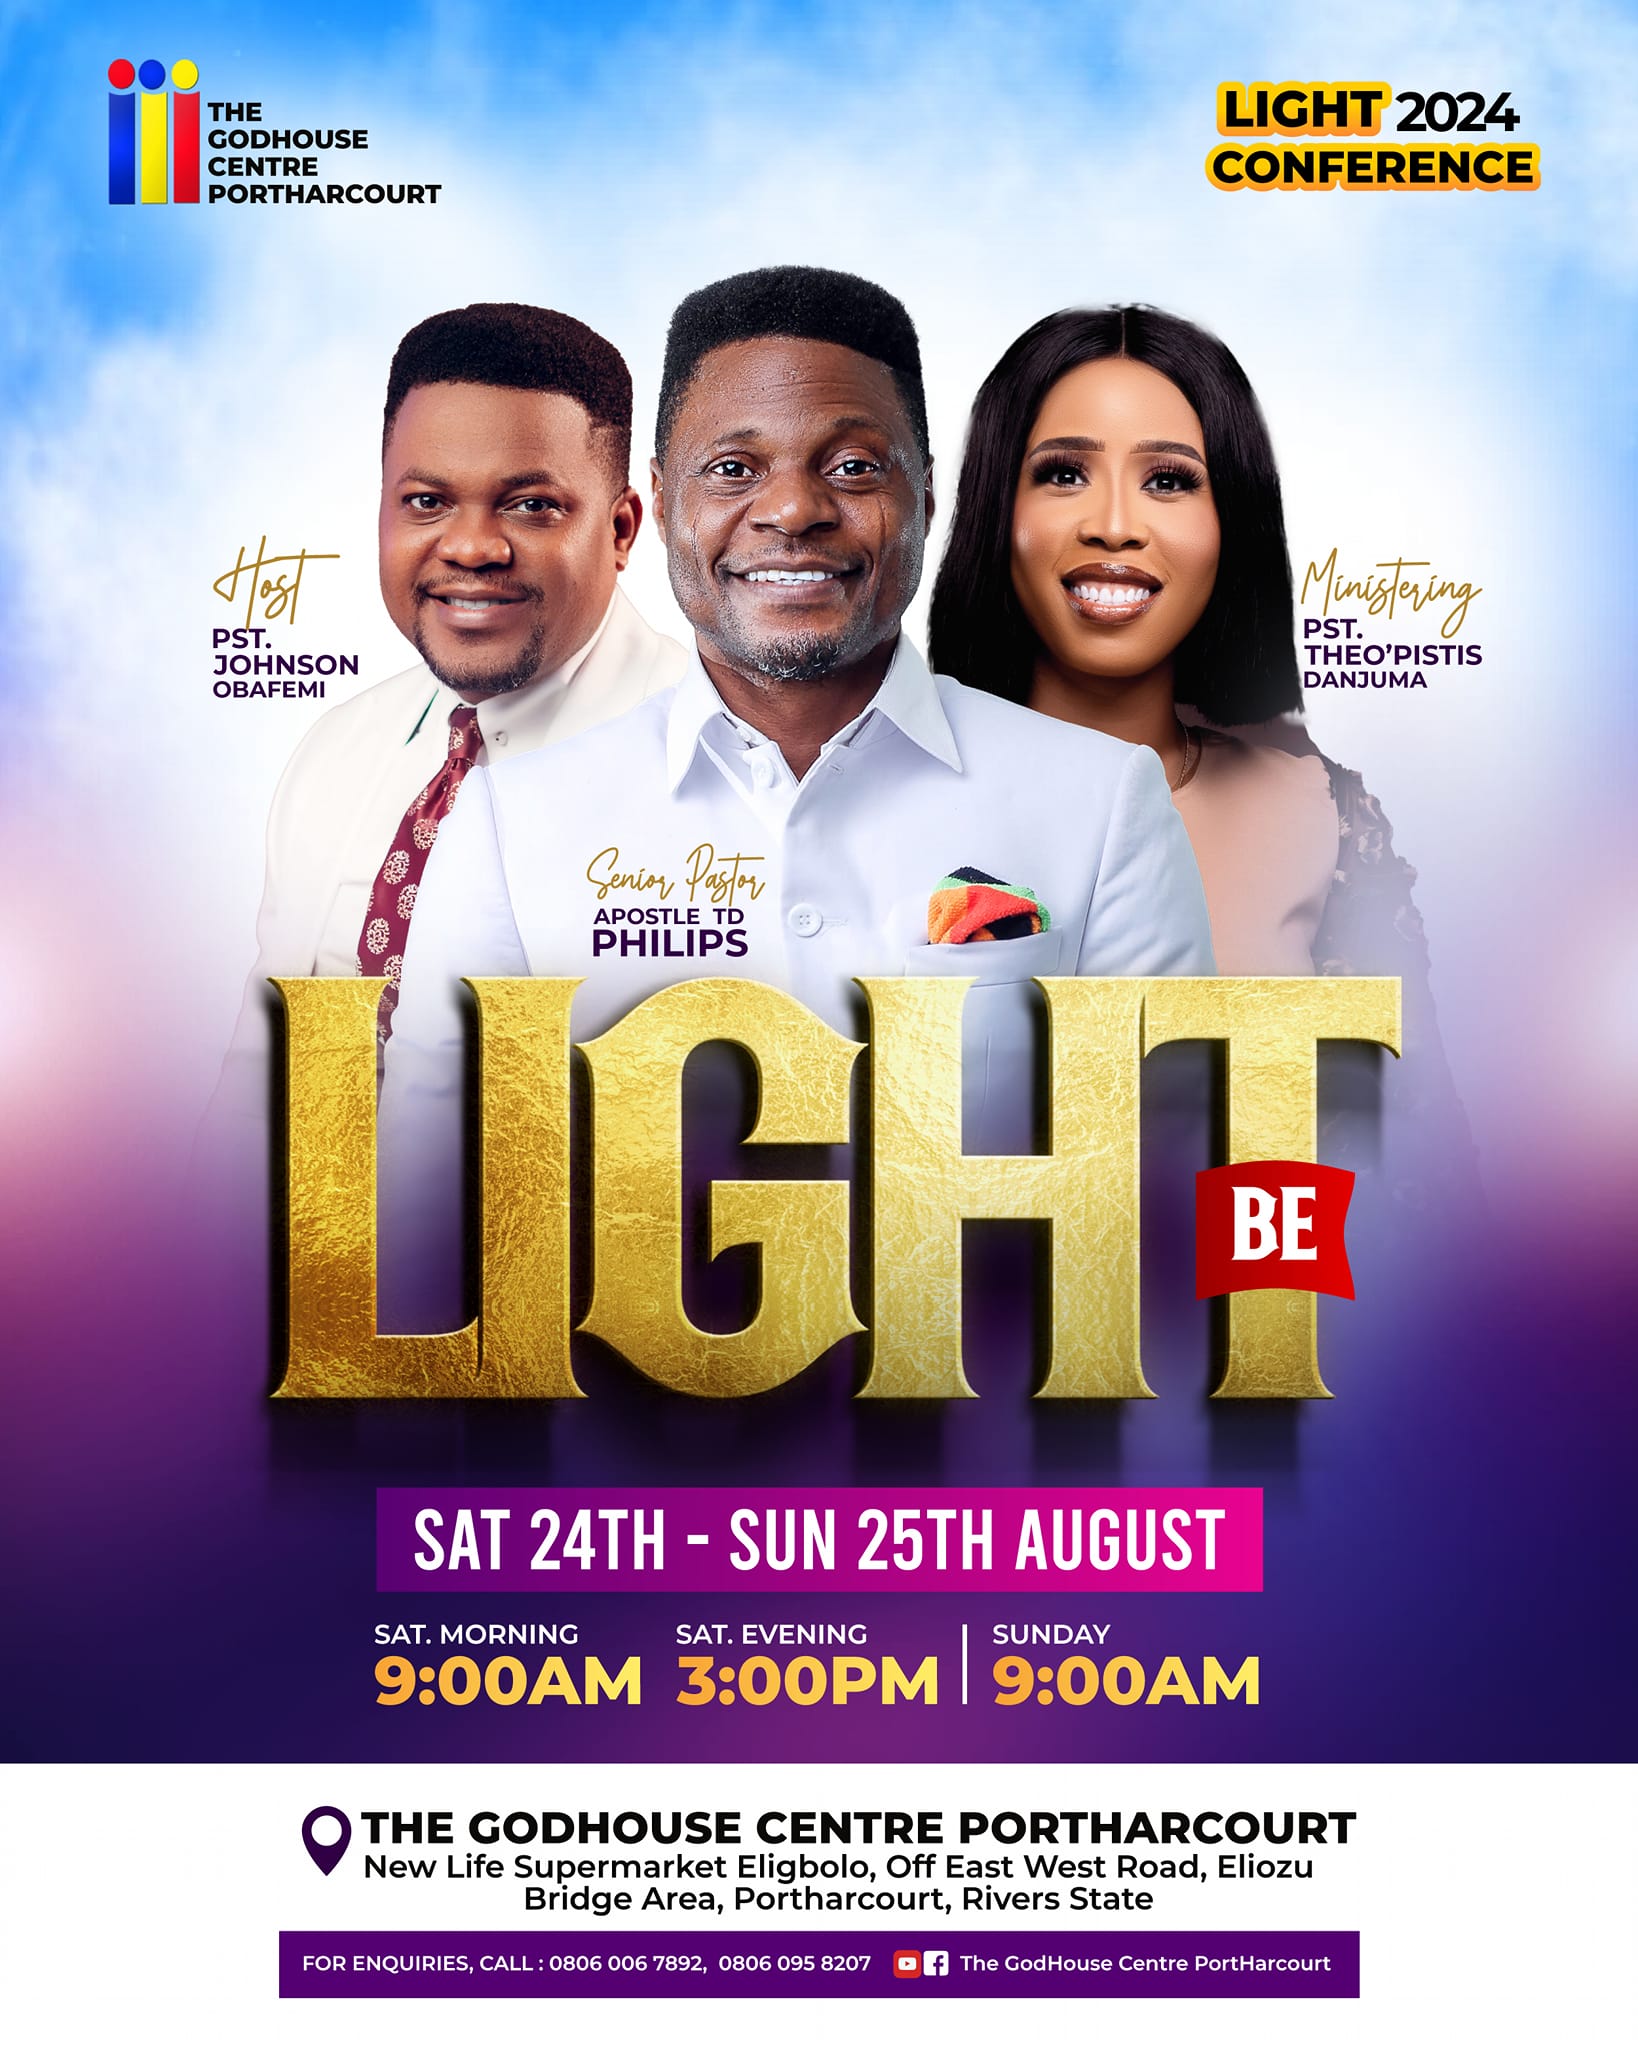 THE
GODHOUSE
CENTRE
PORTHARCOURT
LIGHT 2024
CONFERENCE
Host
PST.
JOHNSON
OBAFEMI
Ministering
PST.
THEO'PISTIS
DANJUMA
Senior Pastor
APOSTLE TD
PHILIPS
LIGHT
BE
SAT 24TH - SUN 25TH AUGUST
SAT. MORNING
9:00AM
SAT. EVENING
3:00PM
SUNDAY
9:00AM
THE GODHOUSE CENTRE PORTHARCOURT
New Life Supermarket Eligbolo, Off East West Road, Eliozu
Bridge Area, Portharcourt, Rivers State
FOR ENQUIRIES, CALL : 0806 006 7892, 0806 095 8207 The GodHouse Centre PortHarcourt